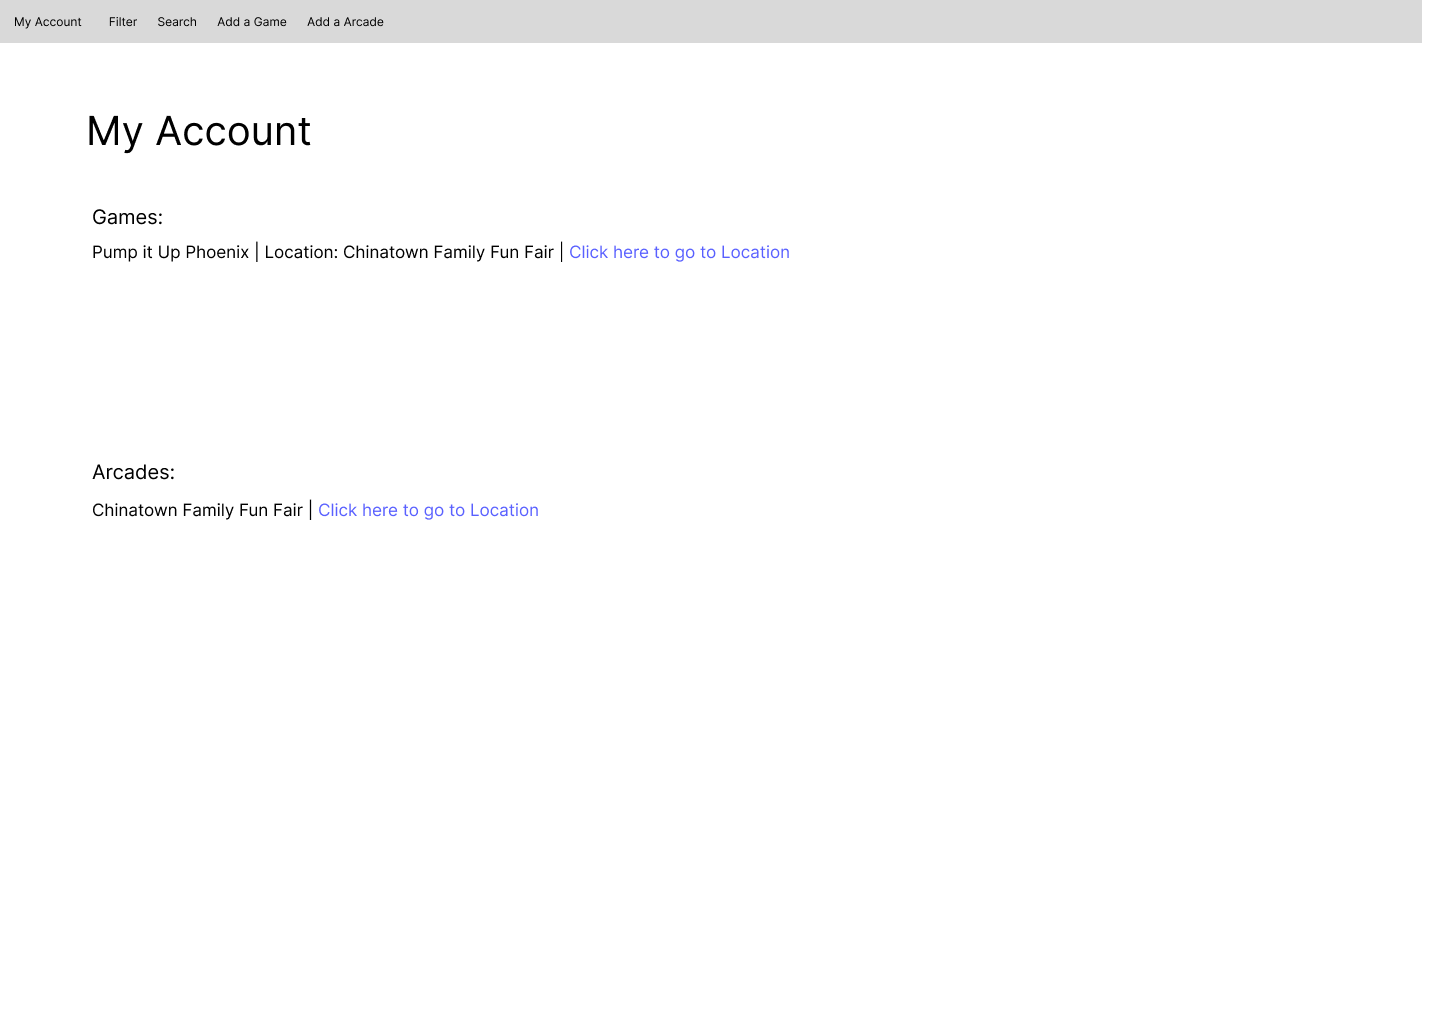 My Account Filter Search Add a Game Add a Arcade
My Account
Games:
Pump it Up Phoenix | Location: Chinatown Family Fun Fair | Click here to go to Location
Arcades:
Chinatown Family Fun Fair | Click here to go to Location